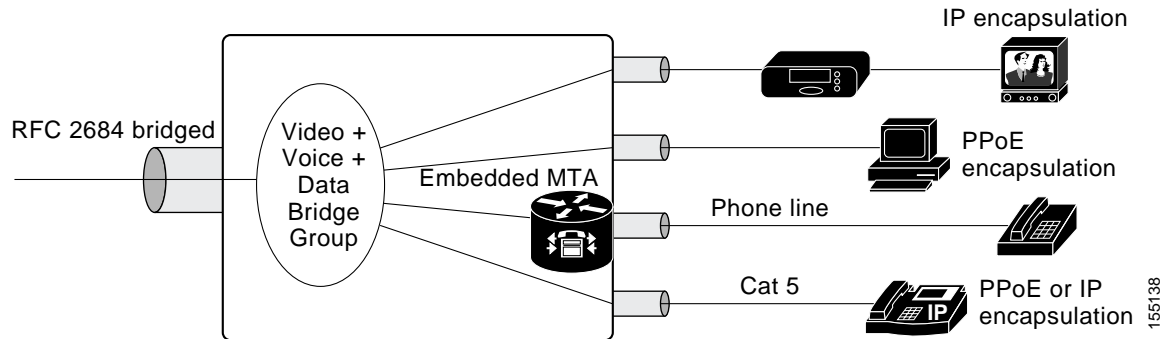 IP encapsulation
RFC 2684 bridged
Video +
Voice +
Data
Bridge
Group
Embedded MTA
PPoE
encapsulation
Phone line
Cat 5
IP
PPoE or IP
encapsulation
155138